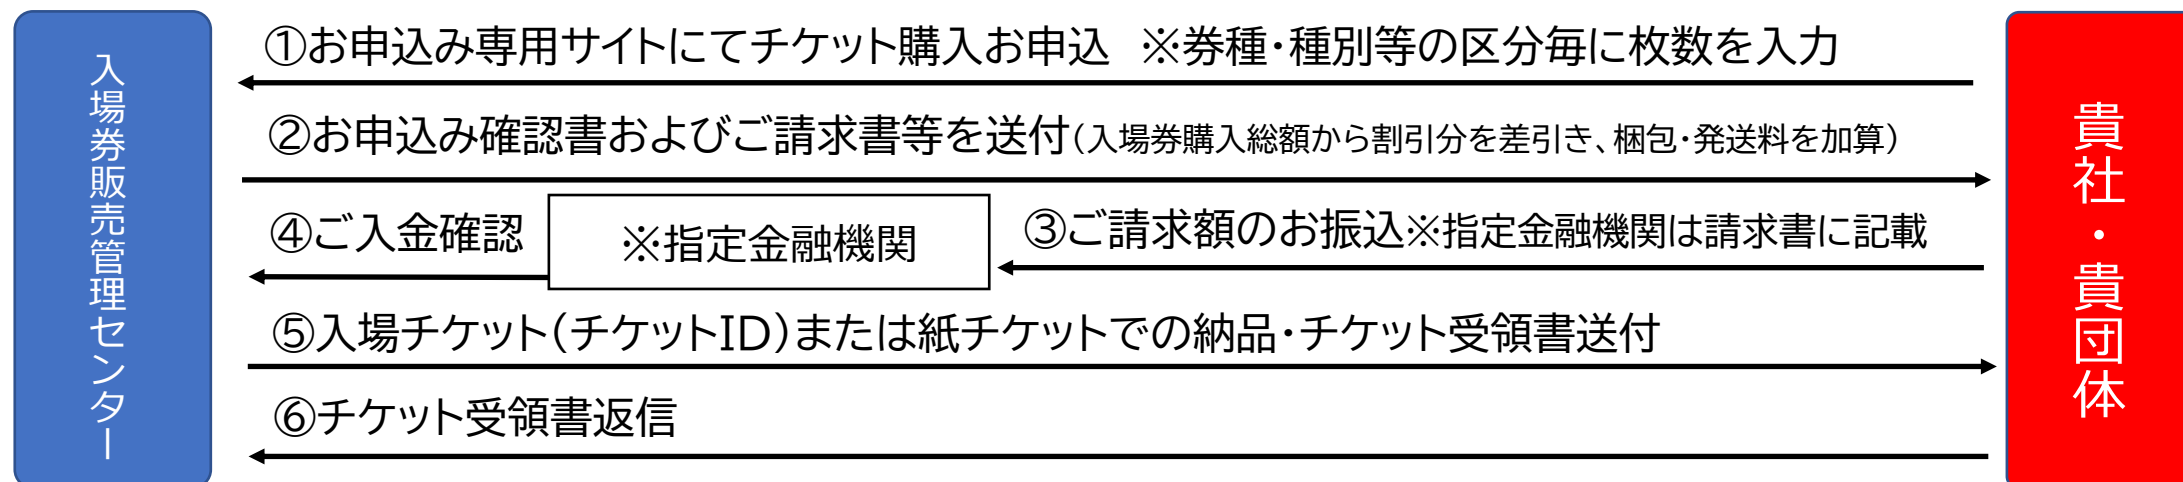 入場券販売管理センター
①お申込み専用サイトにてチケット購入お申込　※券種・種別等の区分毎に枚数を入力
②お申込み確認書およびご請求書等を送付(入場券購入総額から割引分を差引き、梱包・発送料を加算)
④ご入金確認
※指定金融機関
③ご請求額のお振込※指定金融機関は請求書に記載
⑤入場チケット(チケットID)または紙チケットでの納品・チケット受領書送付
⑥チケット受領書返信
貴社・貴団体